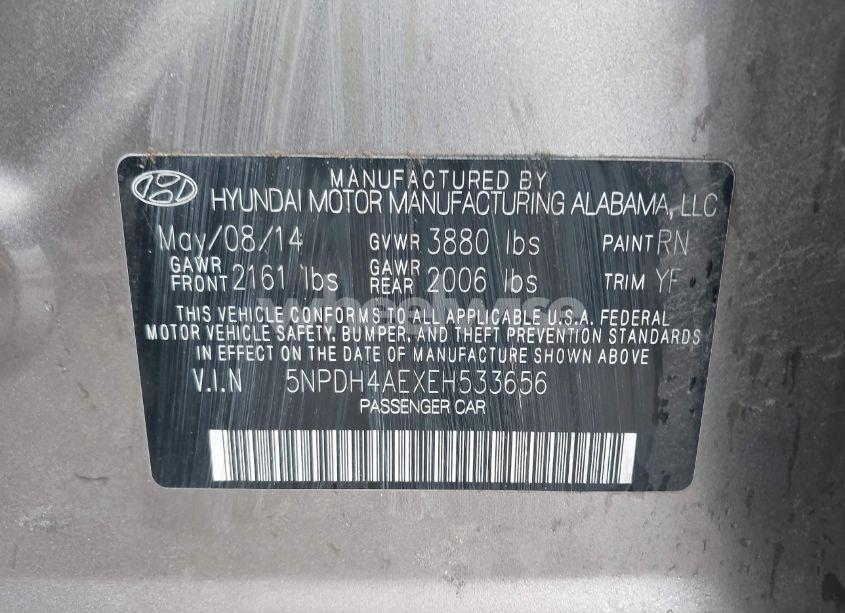 MANUFACTURED BY
HYUNDAI MOTOR MANUFACTURING ALABAMA, LLC
May/08/14 GVWR 3880 lbs PAINT RN
GAWR FRONT 2161 lbs GAWR REAR 2006 lbs TRIM YF
wheelwise
THIS VEHICLE CONFORMS TO ALL APPLICABLE U.S.A. FEDERAL
MOTOR VEHICLE SAFETY, BUMPER, AND THEFT PREVENTION STANDARDS
IN EFFECT ON THE DATE OF MANUFACTURE SHOWN ABOVE
V.I.N 5NPDH4AEXEH533656
PASSENGER CAR